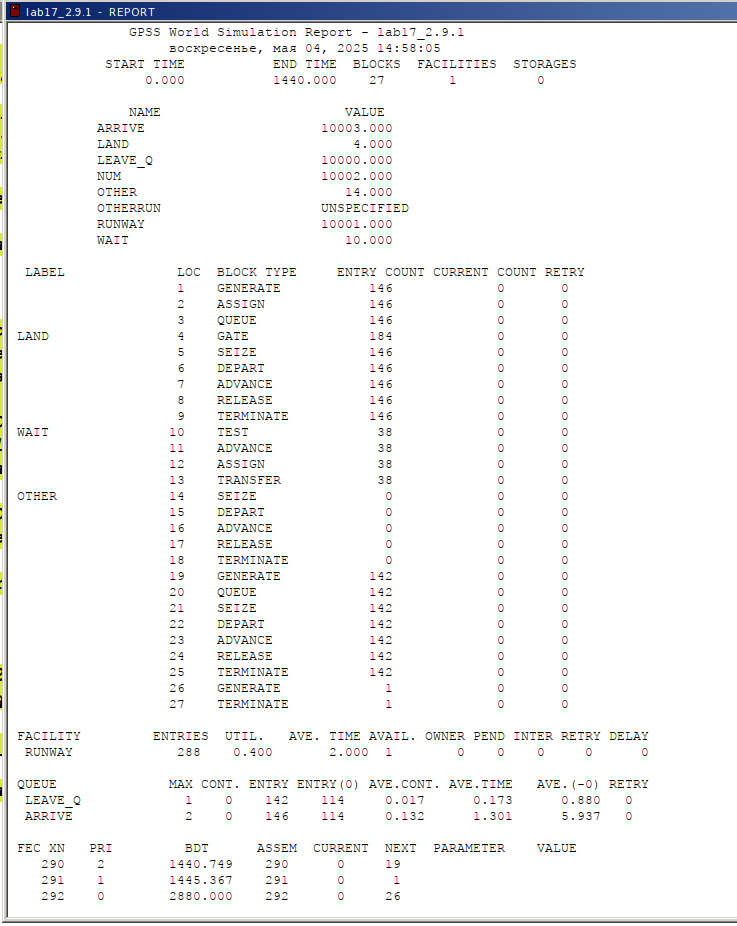 lab17_2.9.1 - REPORT
GPSS World Simulation Report - lab17_2.9.1
воскресенье, мая 04, 2025 14:58:05
START TIME END TIME BLOCKS FACILITIES STORAGES
0.000 1440.000 27 1 0
NAME VALUE
ARRIVE 10003.000
LAND 4.000
LEAVE_Q 10000.000
NUM 10002.000
OTHER 14.000
OTHERRUN UNSPECIFIED
RUNWAY 10001.000
WAIT 10.000
LABEL LOC BLOCK TYPE ENTRY COUNT CURRENT COUNT RETRY
1 GENERATE 146 0 0
2 ASSIGN 146 0 0
3 QUEUE 146 0 0
LAND 4 GATE 184 0 0
5 SEIZE 146 0 0
6 DEPART 146 0 0
7 ADVANCE 146 0 0
8 RELEASE 146 0 0
9 TERMINATE 146 0 0
WAIT 10 TEST 38 0 0
11 ADVANCE 38 0 0
12 ASSIGN 38 0 0
13 TRANSFER 38 0 0
OTHER 14 SEIZE 0 0 0
15 DEPART 0 0 0
16 ADVANCE 0 0 0
17 RELEASE 0 0 0
18 TERMINATE 0 0 0
19 GENERATE 142 0 0
20 QUEUE 142 0 0
21 SEIZE 142 0 0
22 DEPART 142 0 0
23 ADVANCE 142 0 0
24 RELEASE 142 0 0
25 TERMINATE 142 0 0
26 GENERATE 1 0 0
27 TERMINATE 1 0 0
FACILITY ENTRIES UTIL. AVE. TIME AVAIL. OWNER PEND INTER RETRY DELAY
RUNWAY 288 0.400 2.000 1 0 0 0 0 0
QUEUE MAX CONT. ENTRY ENTRY(0) AVE.CONT. AVE.TIME AVE.(-0) RETRY
LEAVE_Q 1 0 142 114 0.017 0.173 0.880 0
ARRIVE 2 0 146 114 0.132 1.301 5.937 0
FEC XN PRI BDT ASSEM CURRENT NEXT PARAMETER VALUE
290 2 1440.749 290 0 19
291 1 1445.367 291 0 1
292 0 2880.000 292 0 26